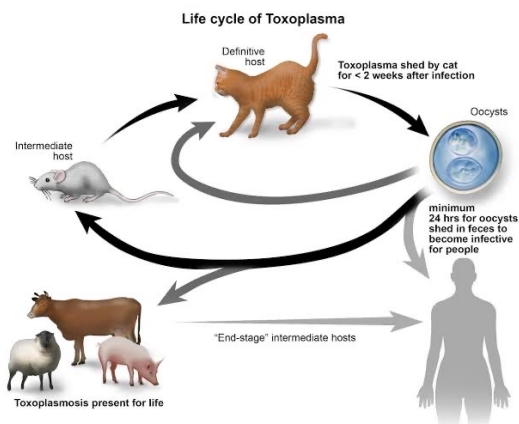 Life cycle of Toxoplasma
Definitive
host
Toxoplasma shed by cat
for < 2 weeks after infection
Oocysts
Intermediate
host
minimum
24 hrs for oocysts
shed in feces to
become infective
for people
"End-stage" intermediate hosts
Toxoplasmosis present for life